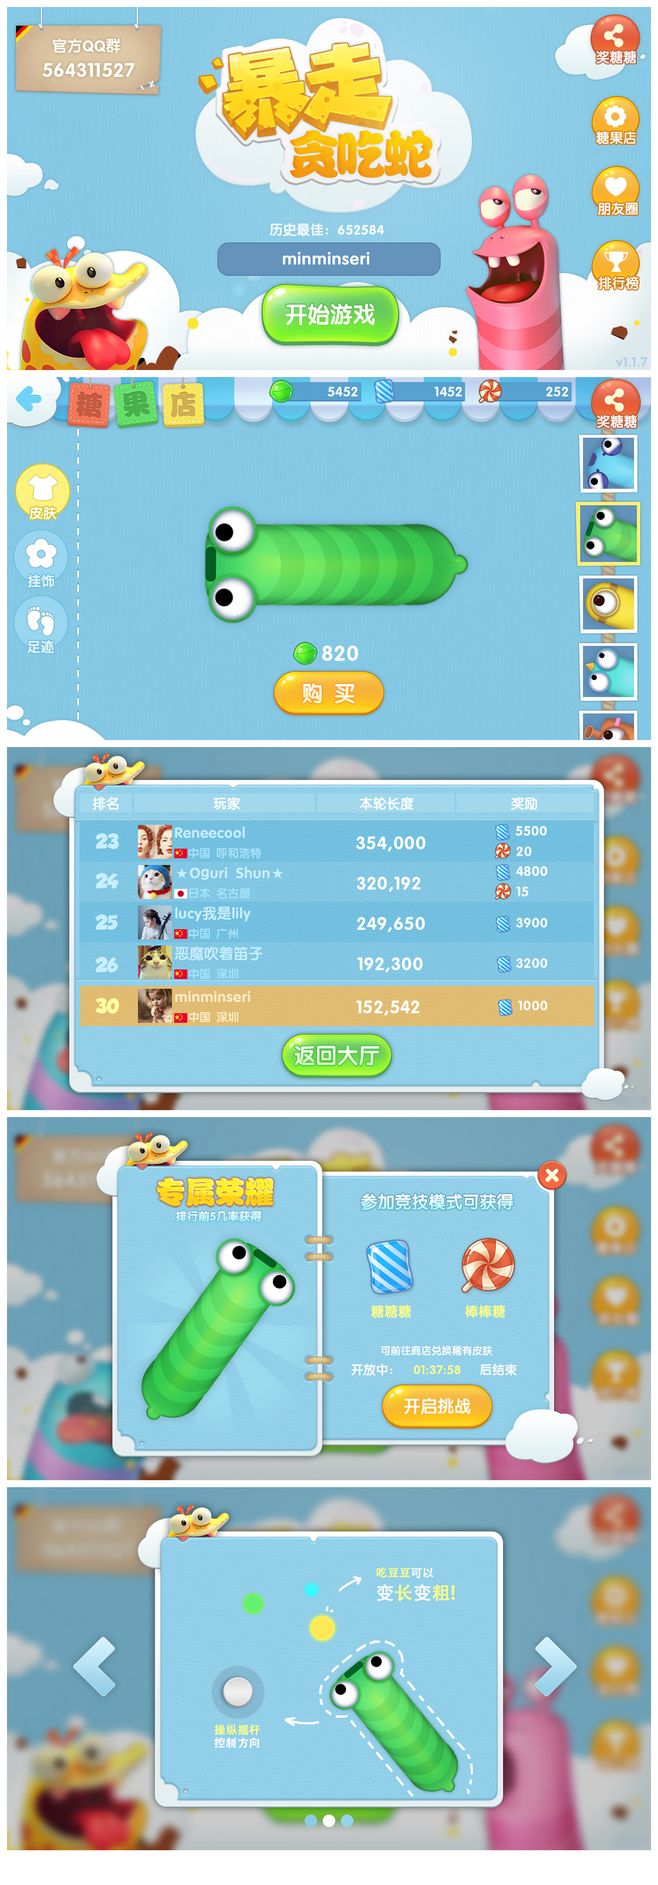 官方QQ群
564311527
暴走
贪吃蛇
奖糖糖
糖果店
朋友圈
排行榜
历史最佳：652584
minminseri
开始游戏
v1.1.7
糖果店
5452
1452
252
奖糖糖
皮肤
挂饰
足迹
820
购 买
排名 玩家 本轮长度 奖励
23 Reneecool 354,000 5500
中国 呼和浩特 20
24 ★Oguri Shun★ 320,192 4800
日本 名古屋 15
25 lucy我是lily 249,650 3900
中国 广州
26 恶魔吹着笛子 192,300 3200
中国 深圳
30 minminseri 152,542 1000
中国 深圳
返回大厅
专属荣耀
排行前5几率获得
参加竞技模式可获得
糖糖糖 棒棒糖
可前往商店兑换稀有皮肤
开放中： 01:37:58 后结束
开启挑战
吃豆豆可以
变长变粗!
操纵摇杆
控制方向